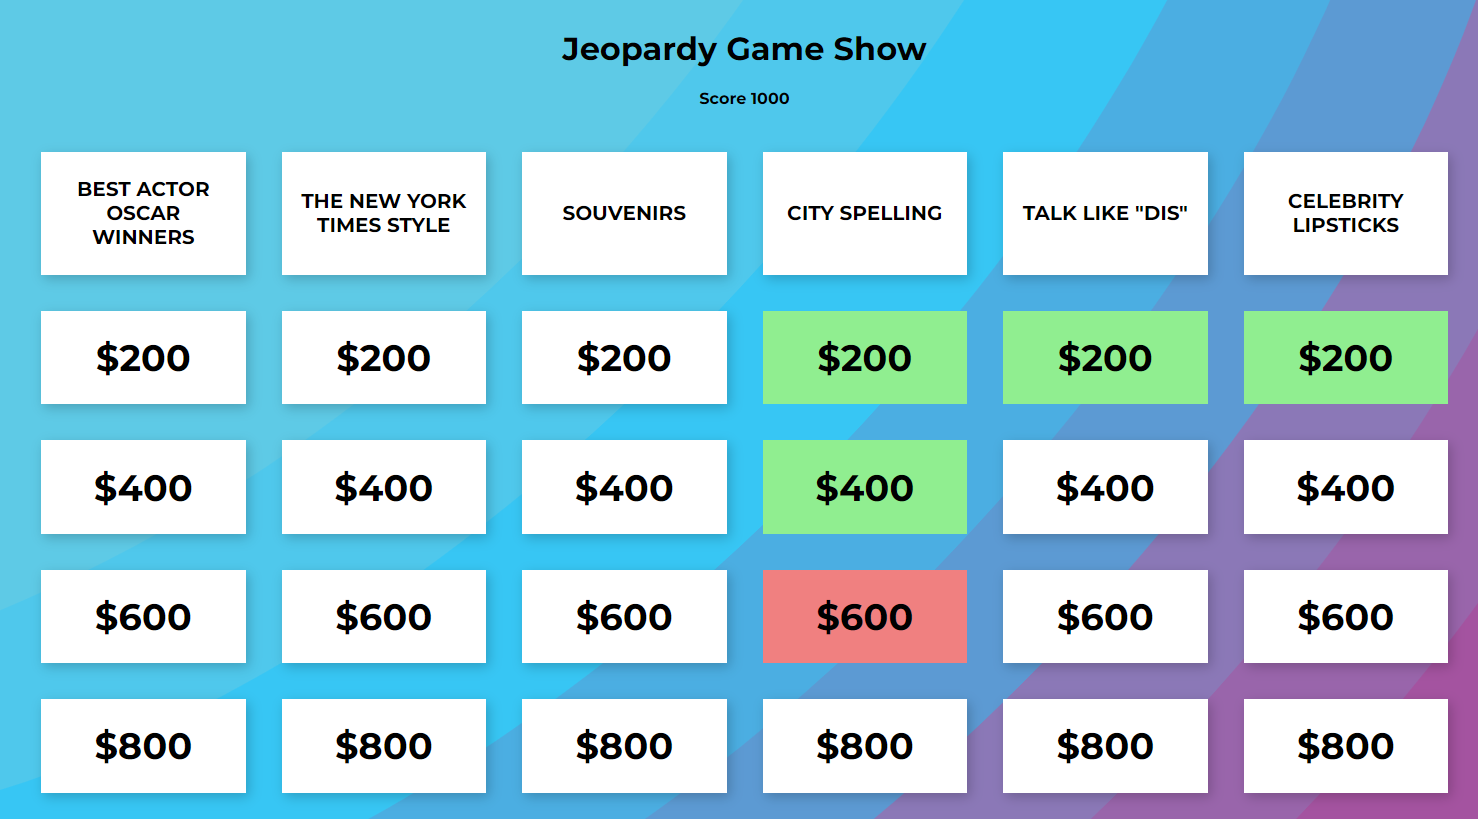 Jeopardy Game Show
Score 1000
BEST ACTOR
OSCAR
WINNERS
THE NEW YORK
TIMES STYLE
SOUVENIRS
CITY SPELLING
TALK LIKE "DIS"
CELEBRITY
LIPSTICKS
$200 $200 $200 $200 $200 $200
$400 $400 $400 $400 $400 $400
$600 $600 $600 $600 $600 $600
$800 $800 $800 $800 $800 $800